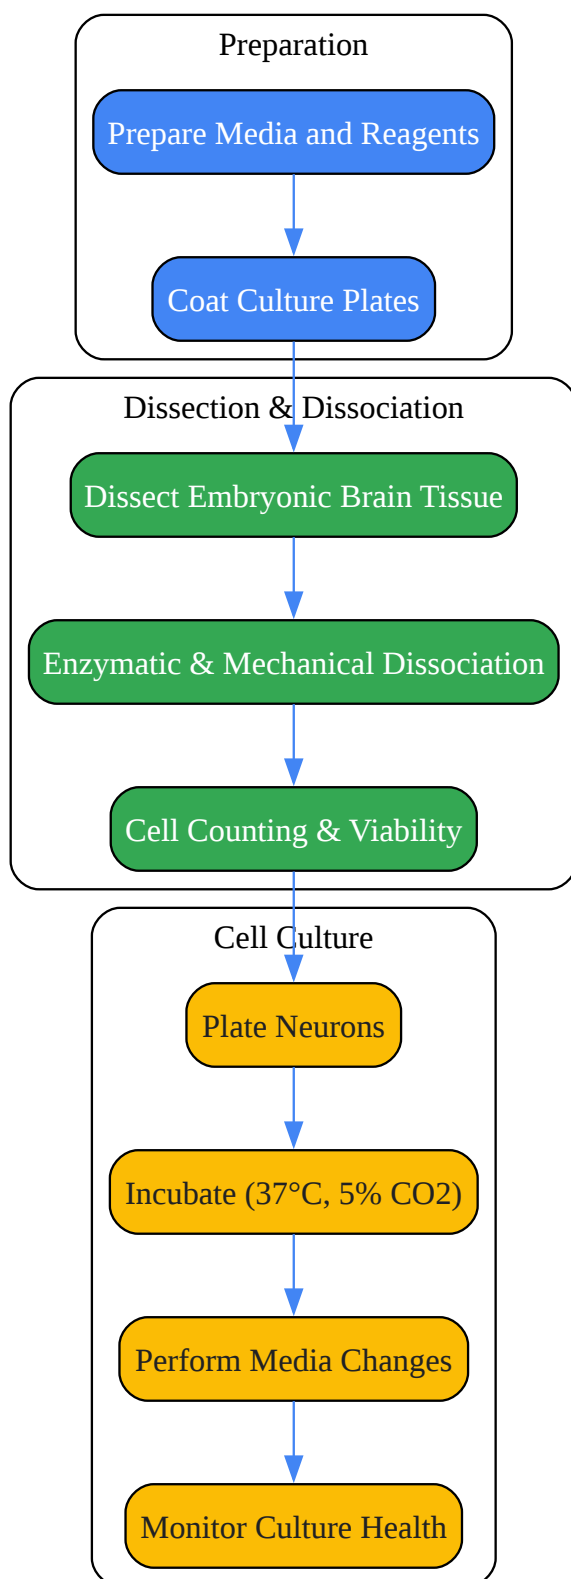 Preparation
Prepare Media and Reagents
Coat Culture Plates
Dissection & Dissociation
Dissect Embryonic Brain Tissue
Enzymatic & Mechanical Dissociation
Cell Counting & Viability
Cell Culture
Plate Neurons
Incubate (37°C, 5% CO2)
Perform Media Changes
Monitor Culture Health